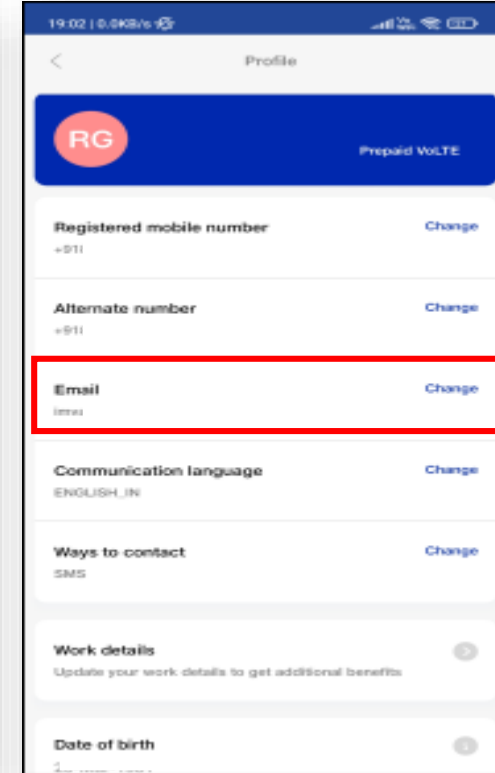 19:02 | 0.0KB/s
Profile
RG
Prepaid VoLTE
Registered mobile number
Change
+91
Alternate number
Change
+91
Email
Change
Communication language
Change
ENGLISH_IN
Ways to contact
Change
SMS
Work details
Update your work details to get additional benefits
Date of birth